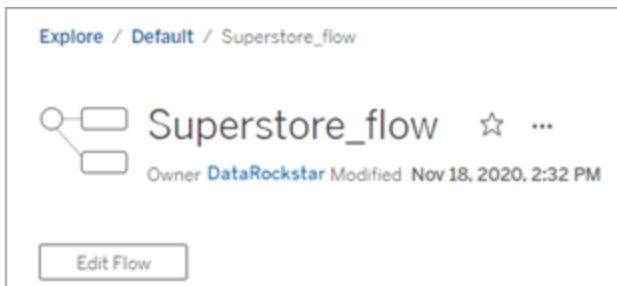 Explore / Default / Superstore_flow
Superstore_flow
Owner DataRockstar Modified Nov 18, 2020, 2:32 PM
Edit Flow